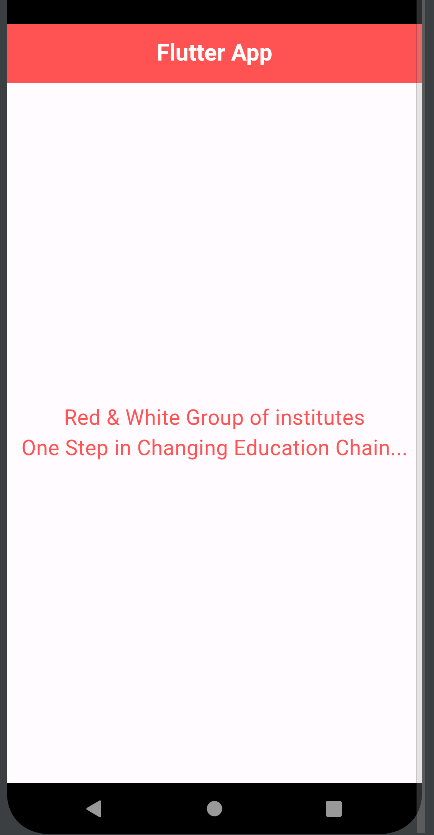 Flutter App
Red & White Group of institutes
One Step in Changing Education Chain...